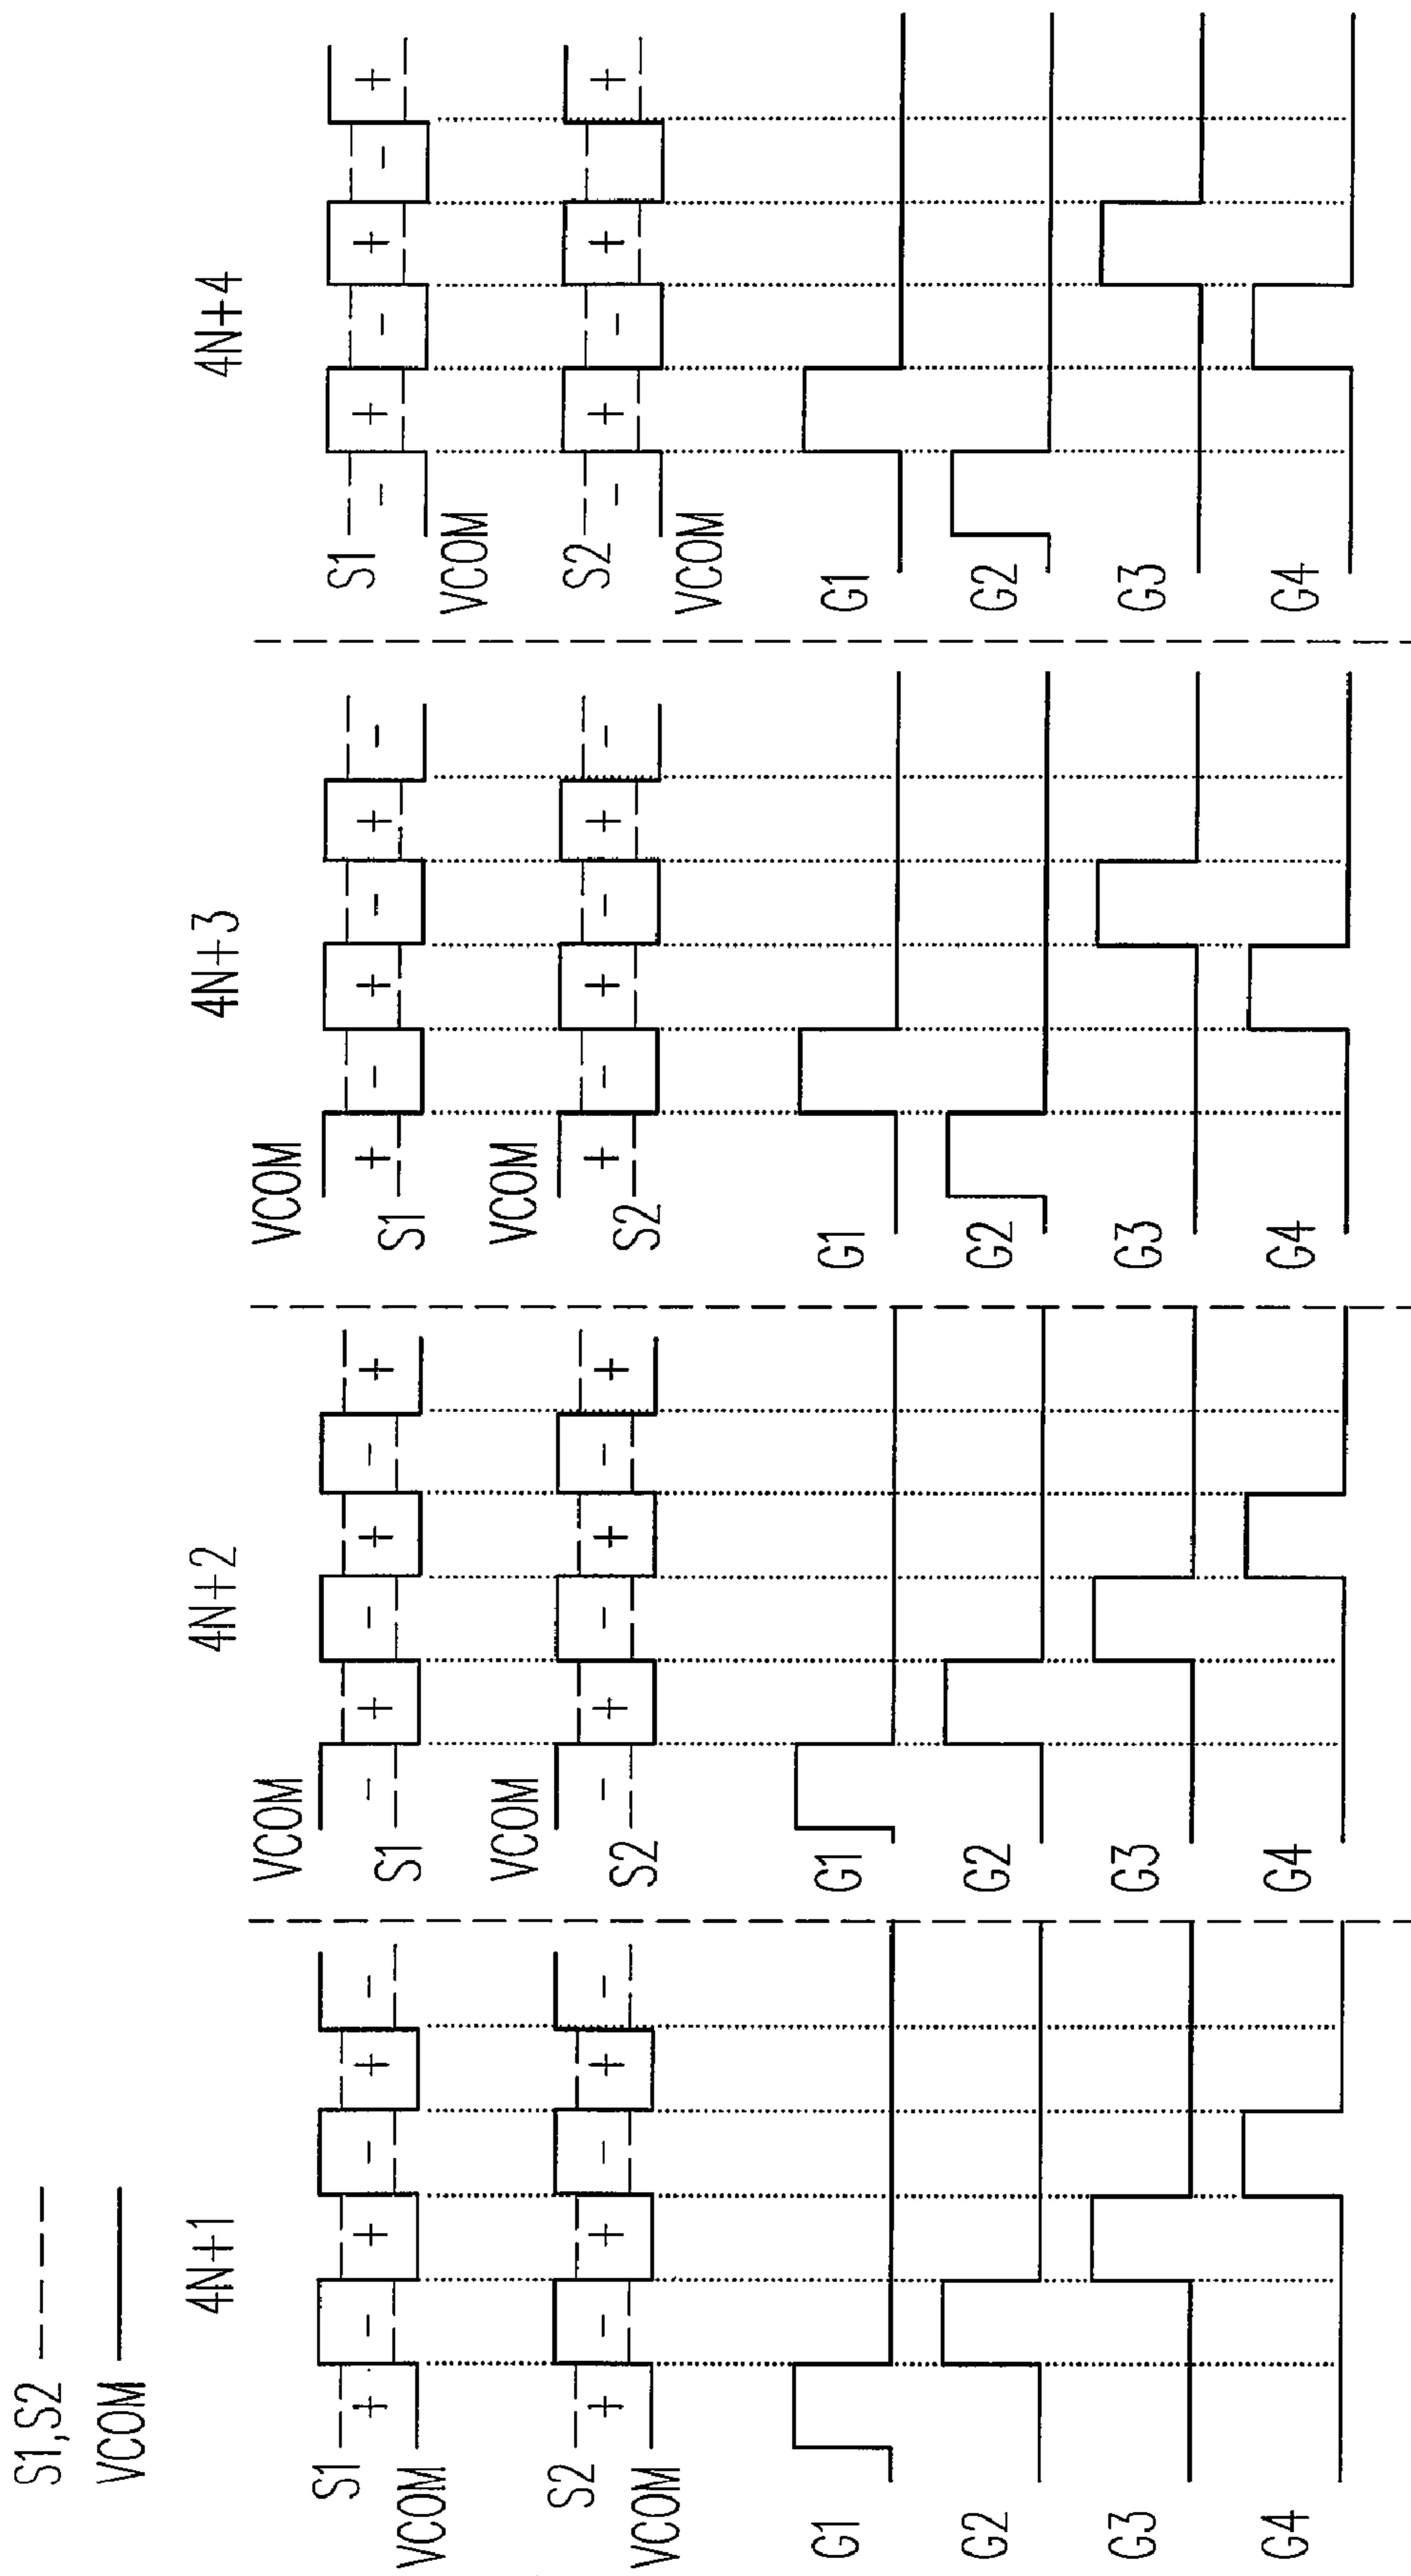 S1,S2
VCOM
4N+1
S1
+ - + - + -
VCOM
S2
+ - + - + -
VCOM
G1
G2
G3
G4
4N+2
VCOM
- + - + - +
S1
VCOM
- + - + - +
S2
G1
G2
G3
G4
4N+3
VCOM
+ - + - + -
S1
VCOM
+ - + - + -
S2
G1
G2
G3
G4
4N+4
S1
- + - + - +
VCOM
S2
- + - + +
VCOM
G1
G2
G3
G4